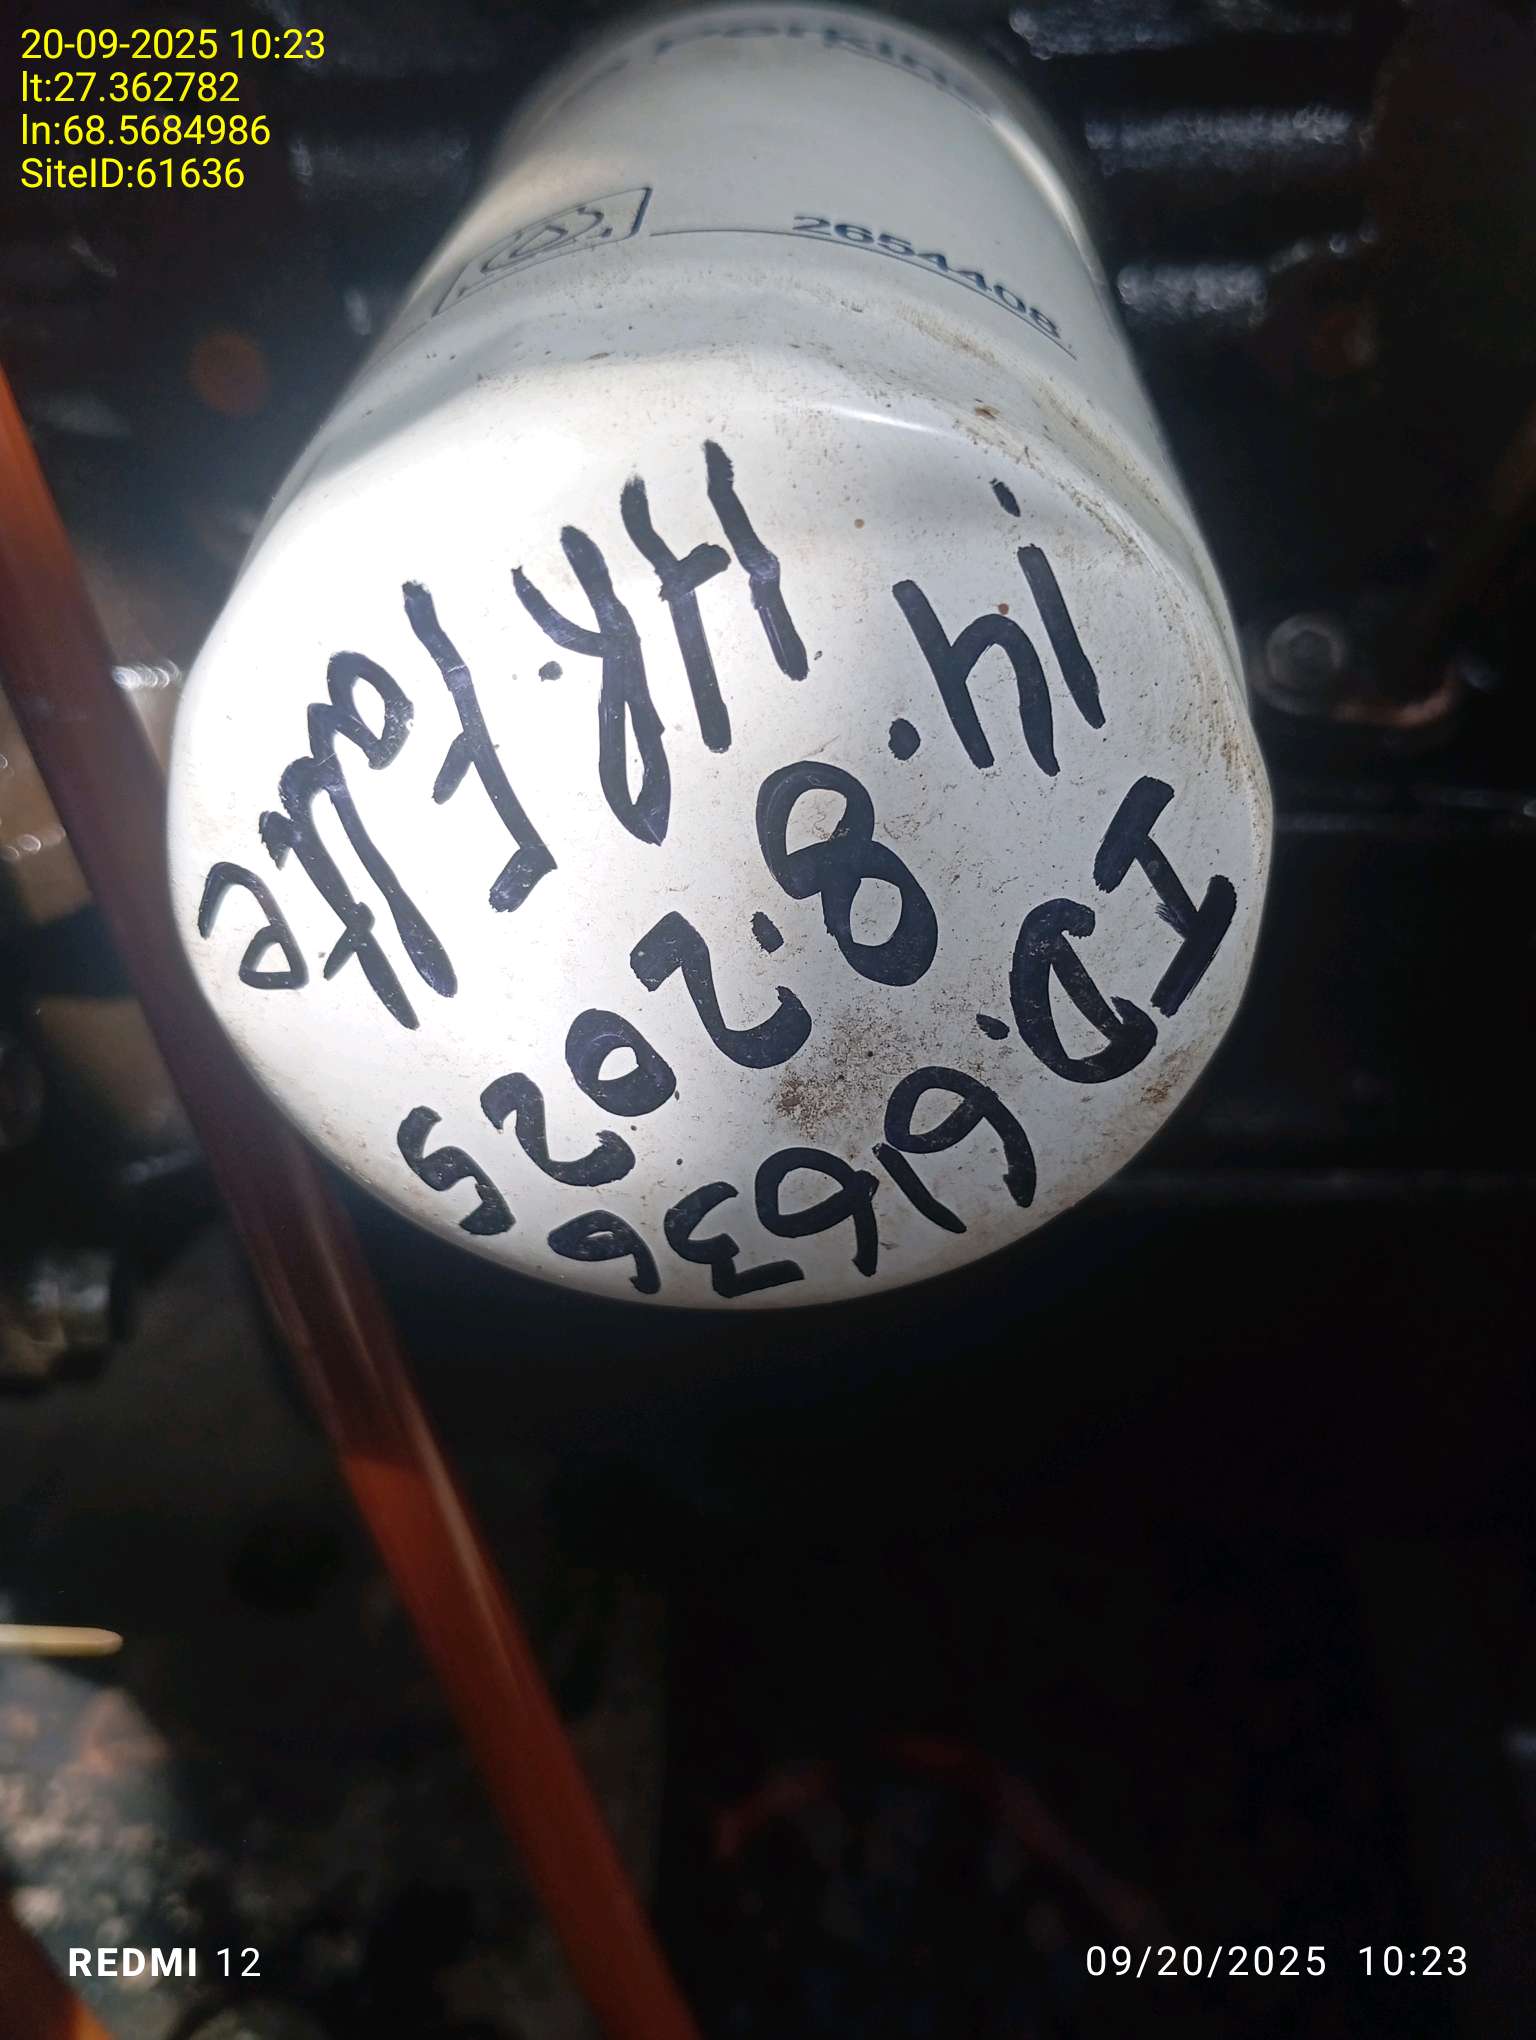 20-09-2025 10:23
lt:27.362782
ln:68.5684986
SiteID:61636
Perkins
2654408
HR.
14.8.2025
ID.61636
REDMI 12
09/20/2025 10:23